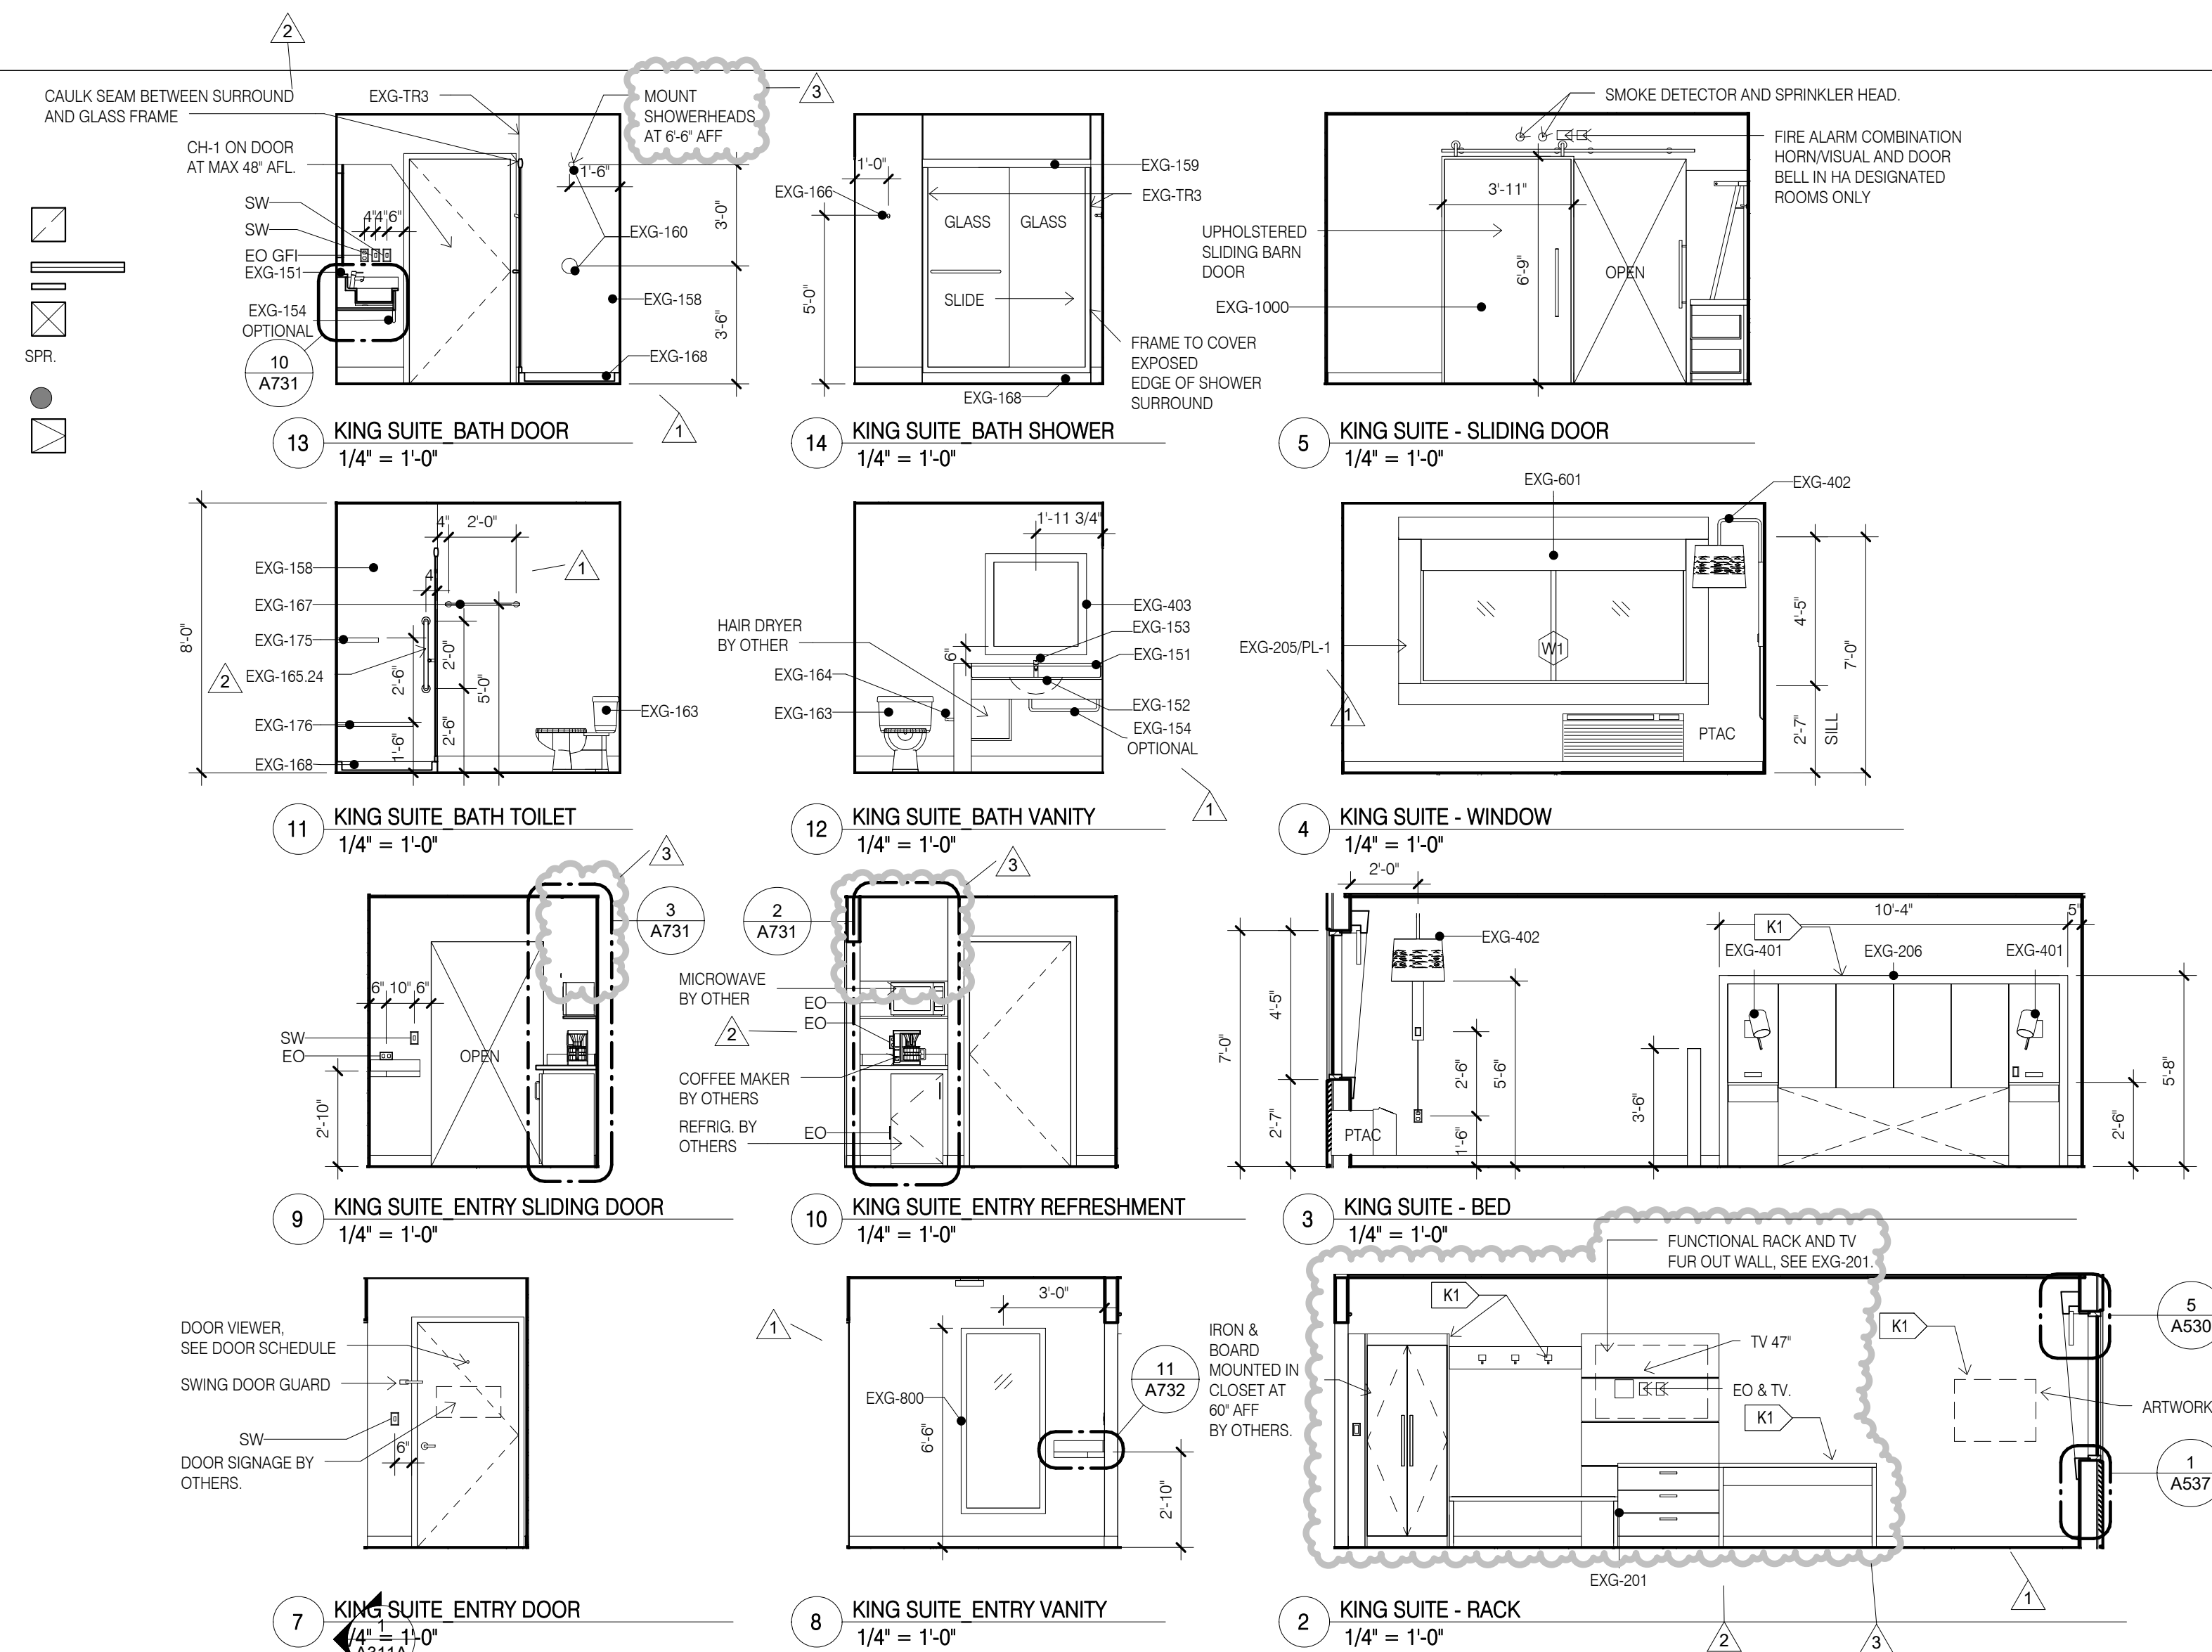 2
CAULK SEAM BETWEEN SURROUND
AND GLASS FRAME
EXG-TR3
MOUNT
SHOWERHEADS
AT 6'-6" AFF
3
CH-1 ON DOOR
AT MAX 48" AFL.
SW
SW
EO GFI
EXG-151
EXG-154
OPTIONAL
10
A731
4"
4"
6"
1'-6"
EXG-160
EXG-158
EXG-168
3'-0"
3'-6"
SPR.
13
KING SUITE_BATH DOOR
1/4" = 1'-0"
1
1'-0"
EXG-166
5'-0"
GLASS
GLASS
SLIDE
EXG-159
EXG-TR3
FRAME TO COVER
EXPOSED
EDGE OF SHOWER
SURROUND
EXG-168
14
KING SUITE_BATH SHOWER
1/4" = 1'-0"
SMOKE DETECTOR AND SPRINKLER HEAD.
FIRE ALARM COMBINATION
HORN/VISUAL AND DOOR
BELL IN HA DESIGNATED
ROOMS ONLY
3'-11"
6'-9"
OPEN
UPHOLSTERED
SLIDING BARN
DOOR
EXG-1000
5
KING SUITE - SLIDING DOOR
1/4" = 1'-0"
8'-0"
4"
2'-0"
1
EXG-158
4"
EXG-167
EXG-175
2
EXG-165.24
EXG-176
EXG-168
2'-6"
1'-6"
2'-0"
2'-6"
5'-0"
EXG-163
11
KING SUITE_BATH TOILET
1/4" = 1'-0"
1'-11 3/4"
HAIR DRYER
BY OTHER
6"
EXG-164
EXG-163
EXG-403
EXG-153
EXG-151
EXG-152
EXG-154
OPTIONAL
1
12
KING SUITE_BATH VANITY
1/4" = 1'-0"
EXG-601
EXG-402
EXG-205/PL-1
1
W1
PTAC
4'-5"
7'-0"
2'-7"
SILL
4
KING SUITE - WINDOW
1/4" = 1'-0"
3
3
A731
6"
10"
6"
SW
EO
OPEN
2'-10"
9
KING SUITE_ENTRY SLIDING DOOR
1/4" = 1'-0"
3
2
A731
MICROWAVE
BY OTHER
EO
EO
2
COFFEE MAKER
BY OTHERS
REFRIG. BY
OTHERS
EO
10
KING SUITE_ENTRY REFRESHMENT
1/4" = 1'-0"
2'-0"
EXG-402
K1
10'-4"
5"
EXG-401
EXG-206
EXG-401
7'-0"
4'-5"
2'-7"
PTAC
2'-6"
1'-6"
5'-6"
3'-6"
2'-6"
5'-8"
3
KING SUITE - BED
1/4" = 1'-0"
DOOR VIEWER,
SEE DOOR SCHEDULE
SWING DOOR GUARD
SW
6"
DOOR SIGNAGE BY
OTHERS.
7
KING SUITE_ENTRY DOOR
1/4" = 1'-0"
1
A311A
1
3'-0"
EXG-800
6'-6"
11
A732
2'-10"
8
KING SUITE_ENTRY VANITY
1/4" = 1'-0"
FUNCTIONAL RACK AND TV
FUR OUT WALL, SEE EXG-201.
K1
IRON &
BOARD
MOUNTED IN
CLOSET AT
60" AFF
BY OTHERS.
TV 47"
EO & TV.
K1
K1
ARTWORK
5
A530
1
A537
EXG-201
1
2
KING SUITE - RACK
1/4" = 1'-0"
2
3